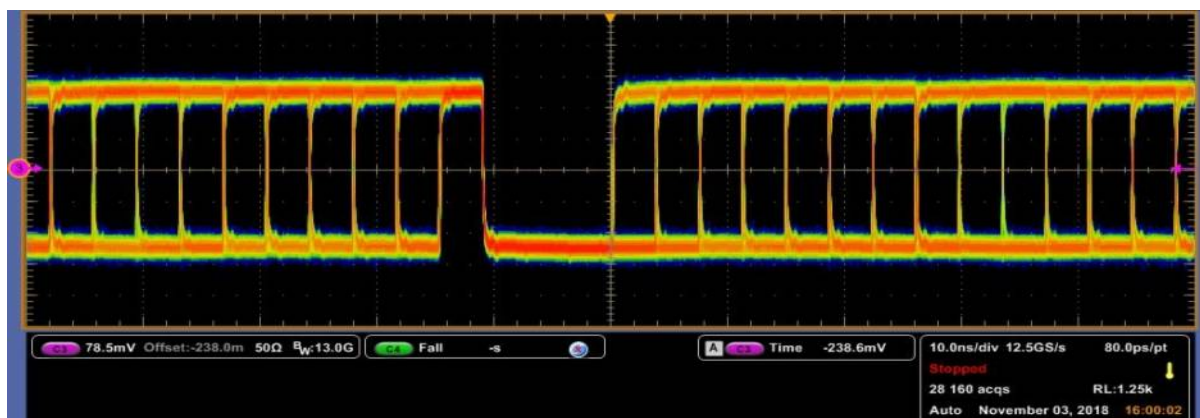 3
C3 78.5mV Offset:-238.0m 50Ω BW:13.0G
C4 Fall -s
A C3 Time -238.6mV
10.0ns/div 12.5GS/s 80.0ps/pt
Stopped
28 160 acqs RL:1.25k
Auto November 03, 2018 16:00:02